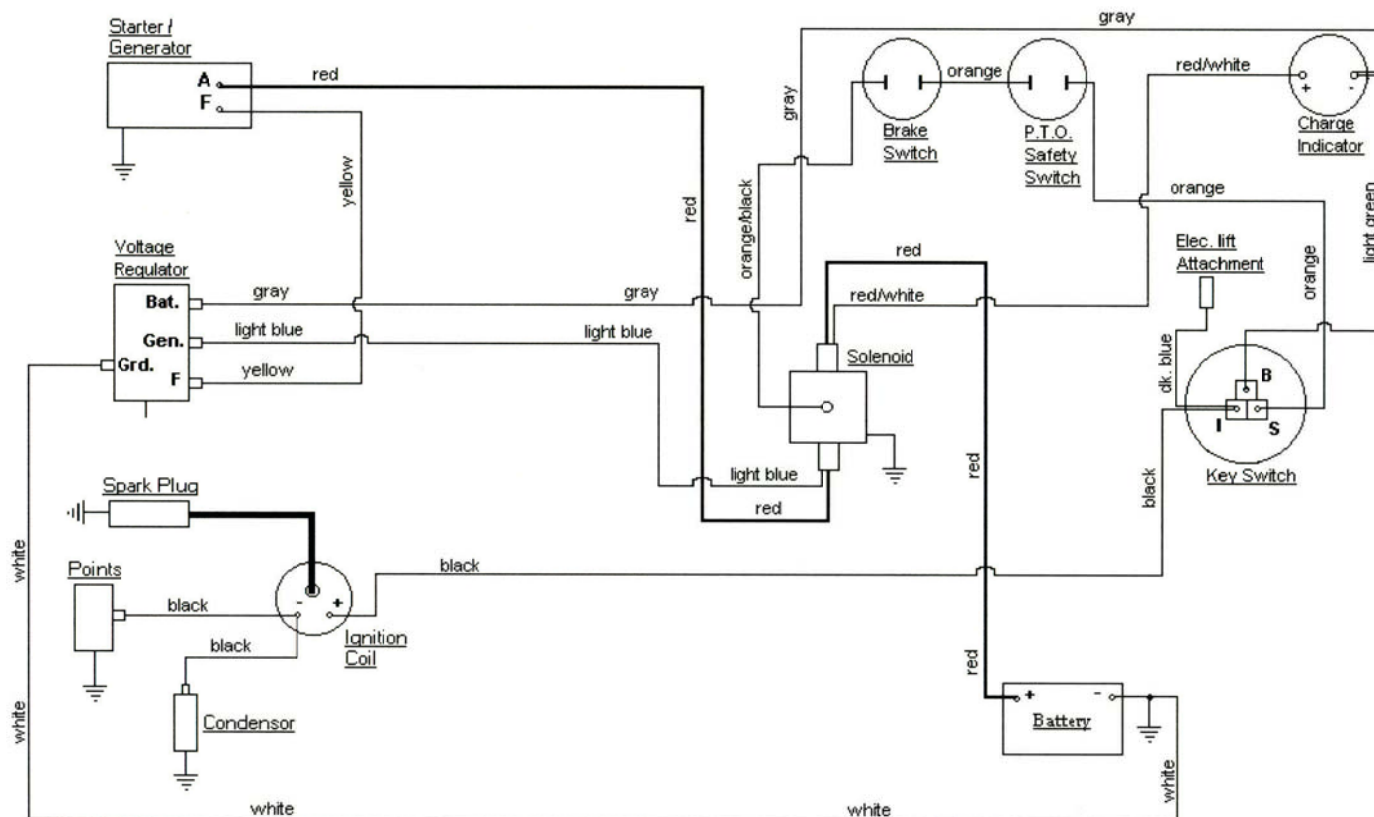 Starter /
Generator
A
F
red
yellow
red
gray
gray
orange
red/white
+
-
Brake
Switch
P.T.O.
Safety
Switch
Charge
Indicator
orange
orange/black
light green
orange
Elec. lift
Attachment
Voltage
Regulator
Bat.
Gen.
Grd.
F
gray
gray
light blue
light blue
yellow
red
red/white
Solenoid
dk. blue
B
I
S
Key Switch
light blue
red
red
black
Spark Plug
white
Points
black
-
+
black
Ignition
Coil
black
Condensor
red
+
-
Battery
white
white
white
white